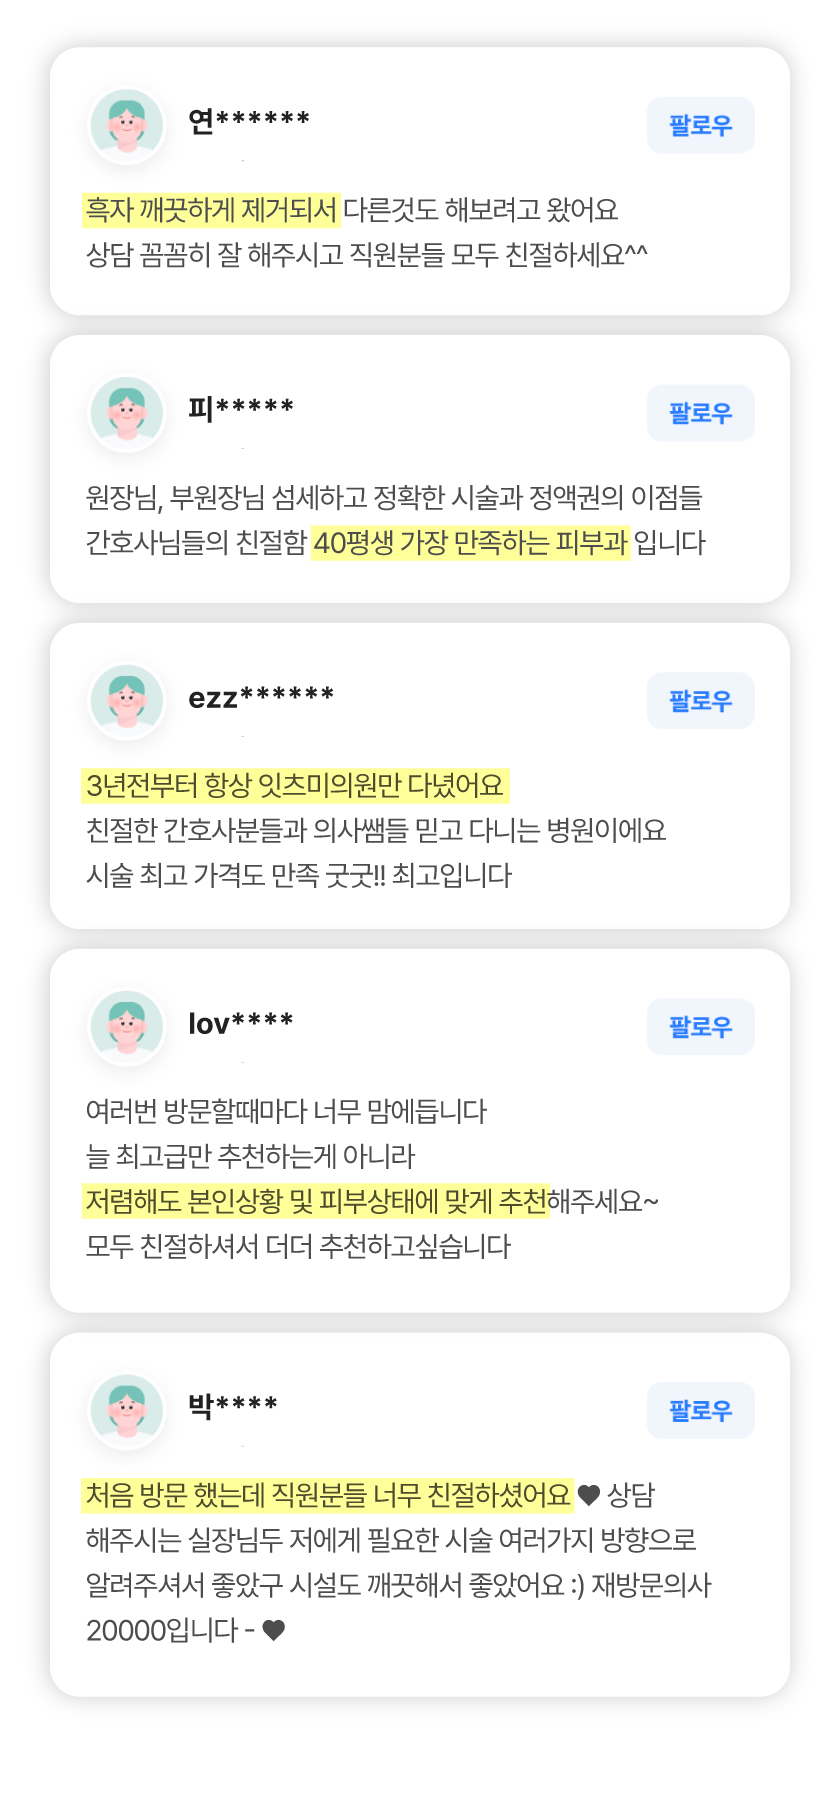 연******
팔로우
흑자 깨끗하게 제거되서 다른것도 해보려고 왔어요
상담 꼼꼼히 잘 해주시고 직원분들 모두 친절하세요^^
피*****
팔로우
원장님, 부원장님 섬세하고 정확한 시술과 정액권의 이점들
간호사님들의 친절함 40평생 가장 만족하는 피부과 입니다
ezz******
팔로우
3년전부터 항상 잇츠미의원만 다녔어요
친절한 간호사분들과 의사쌤들 믿고 다니는 병원이에요
시술 최고 가격도 만족 굿굿!! 최고입니다
lov****
팔로우
여러번 방문할때마다 너무 맘에듭니다
늘 최고급만 추천하는게 아니라
저렴해도 본인상황 및 피부상태에 맞게 추천해주세요~
모두 친절하셔서 더더 추천하고싶습니다
박****
팔로우
처음 방문 했는데 직원분들 너무 친절하셨어요 ♥ 상담
해주시는 실장님두 저에게 필요한 시술 여러가지 방향으로
알려주셔서 좋았구 시설도 깨끗해서 좋았어요 :) 재방문의사
20000입니다 - ♥